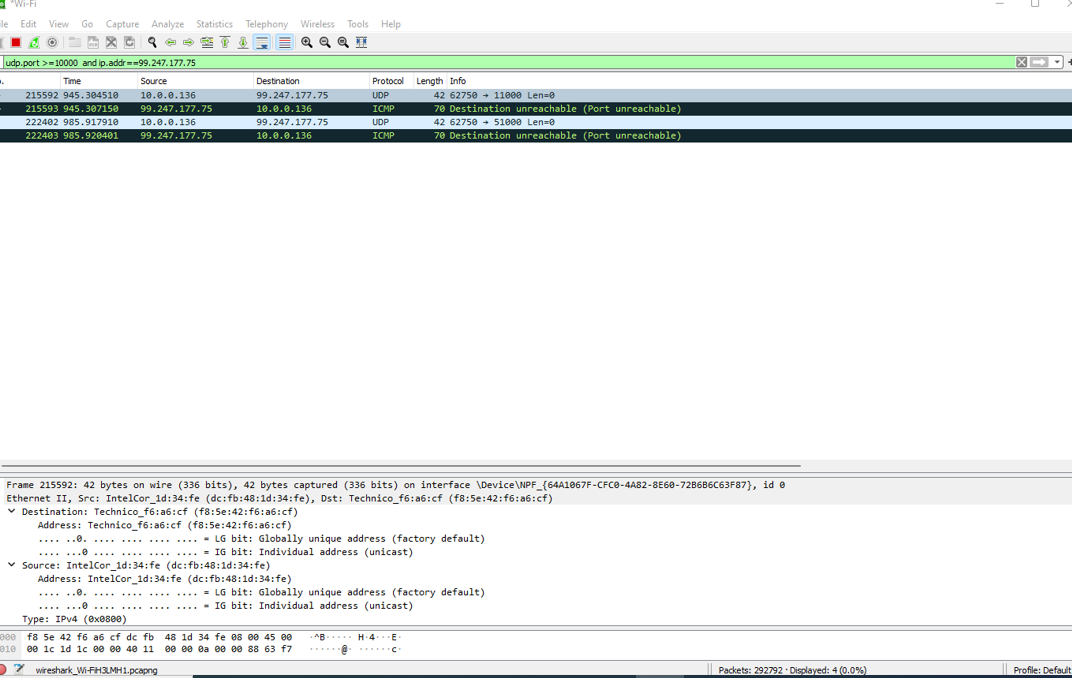 *Wi-Fi
Edit View Go Capture Analyze Statistics Telephony Wireless Tools Help
udp.port >=10000 and ip.addr==99.247.177.75
Time Source Destination Protocol Length Info
215592 945.304510 10.0.0.136 99.247.177.75 UDP 42 62750 → 11000 Len=0
215593 945.307150 99.247.177.75 10.0.0.136 ICMP 70 Destination unreachable (Port unreachable)
222402 985.917910 10.0.0.136 99.247.177.75 UDP 42 62750 → 51000 Len=0
222403 985.920401 99.247.177.75 10.0.0.136 ICMP 70 Destination unreachable (Port unreachable)
Frame 215592: 42 bytes on wire (336 bits), 42 bytes captured (336 bits) on interface \Device\NPF_{64A1067F-CFC0-4A82-8E60-72B6B6C63F87}, id 0
Ethernet II, Src: IntelCor_1d:34:fe (dc:fb:48:1d:34:fe), Dst: Technico_f6:a6:cf (f8:5e:42:f6:a6:cf)
Destination: Technico_f6:a6:cf (f8:5e:42:f6:a6:cf)
Address: Technico_f6:a6:cf (f8:5e:42:f6:a6:cf)
.... ..0. .... .... .... .... = LG bit: Globally unique address (factory default)
.... ...0 .... .... .... .... = IG bit: Individual address (unicast)
Source: IntelCor_1d:34:fe (dc:fb:48:1d:34:fe)
Address: IntelCor_1d:34:fe (dc:fb:48:1d:34:fe)
.... ..0. .... .... .... .... = LG bit: Globally unique address (factory default)
.... ...0 .... .... .... .... = IG bit: Individual address (unicast)
Type: IPv4 (0x0800)
000 f8 5e 42 f6 a6 cf dc fb 48 1d 34 fe 08 00 45 00 ·^B····· H·4···E·
010 00 1c 1d 1c 00 00 40 11 00 00 0a 00 00 88 63 f7 ······@· ······c·
wireshark_Wi-FiH3LMH1.pcapng Packets: 292792 · Displayed: 4 (0.0%) Profile: Default